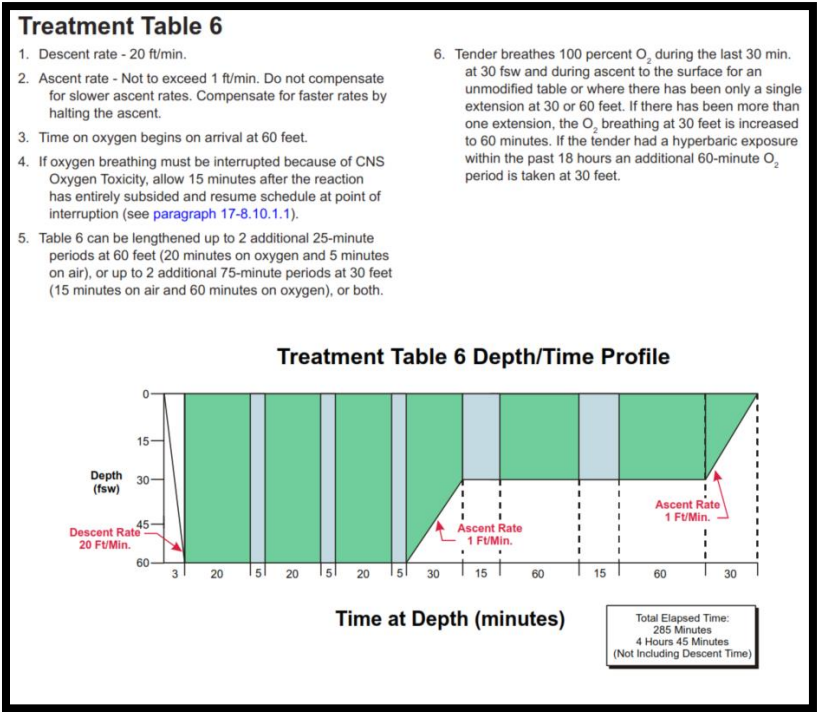 Treatment Table 6
1. Descent rate - 20 ft/min.
2. Ascent rate - Not to exceed 1 ft/min. Do not compensate
for slower ascent rates. Compensate for faster rates by
halting the ascent.
3. Time on oxygen begins on arrival at 60 feet.
4. If oxygen breathing must be interrupted because of CNS
Oxygen Toxicity, allow 15 minutes after the reaction
has entirely subsided and resume schedule at point of
interruption (see paragraph 17-8.10.1.1).
5. Table 6 can be lengthened up to 2 additional 25-minute
periods at 60 feet (20 minutes on oxygen and 5 minutes
on air), or up to 2 additional 75-minute periods at 30 feet
(15 minutes on air and 60 minutes on oxygen), or both.
6. Tender breathes 100 percent O₂ during the last 30 min.
at 30 fsw and during ascent to the surface for an
unmodified table or where there has been only a single
extension at 30 or 60 feet. If there has been more than
one extension, the O₂ breathing at 30 feet is increased
to 60 minutes. If the tender had a hyperbaric exposure
within the past 18 hours an additional 60-minute O₂
period is taken at 30 feet.
Treatment Table 6 Depth/Time Profile
0
15
30
45
60
Depth
(fsw)
Descent Rate
20 Ft/Min.
Ascent Rate
1 Ft/Min.
Ascent Rate
1 Ft/Min.
3 20 5 20 5 20 5 30 15 60 15 60 30
Time at Depth (minutes)
Total Elapsed Time:
285 Minutes
4 Hours 45 Minutes
(Not Including Descent Time)